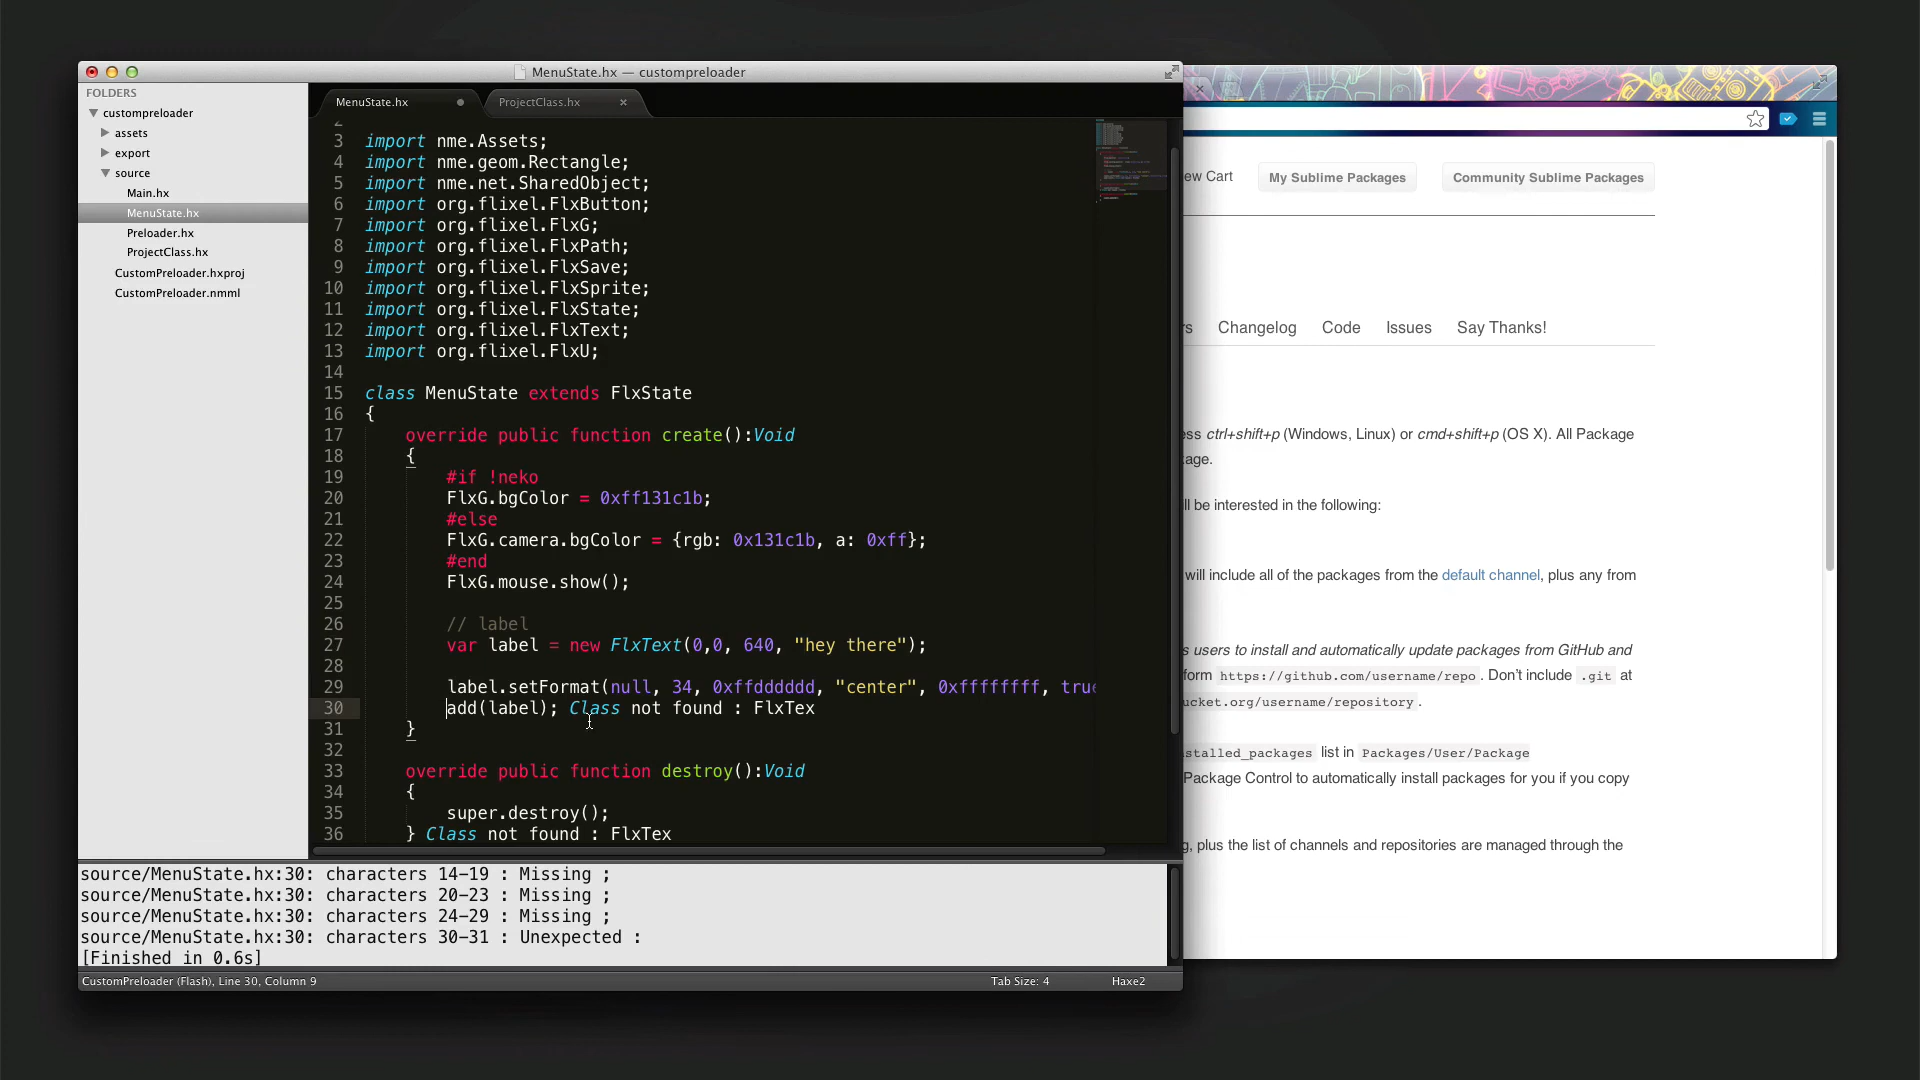 MenuState.hx — custompreloader
FOLDERS
custompreloader
assets
export
source
Main.hx
MenuState.hx
Preloader.hx
ProjectClass.hx
CustomPreloader.hxproj
CustomPreloader.nmml
MenuState.hx
ProjectClass.hx
2
3 import nme.Assets;
4 import nme.geom.Rectangle;
5 import nme.net.SharedObject;
6 import org.flixel.FlxButton;
7 import org.flixel.FlxG;
8 import org.flixel.FlxPath;
9 import org.flixel.FlxSave;
10 import org.flixel.FlxSprite;
11 import org.flixel.FlxState;
12 import org.flixel.FlxText;
13 import org.flixel.FlxU;
14
15 class MenuState extends FlxState
16 {
17 override public function create():Void
18 {
19 #if !neko
20 FlxG.bgColor = 0xff131c1b;
21 #else
22 FlxG.camera.bgColor = {rgb: 0x131c1b, a: 0xff};
23 #end
24 FlxG.mouse.show();
25
26 // label
27 var label = new FlxText(0,0, 640, "hey there");
28
29 label.setFormat(null, 34, 0xffdddddd, "center", 0xffffffff, true
30 add(label); Class not found : FlxTex
31 }
32
33 override public function destroy():Void
34 {
35 super.destroy();
36 } Class not found : FlxTex
source/MenuState.hx:30: characters 14-19 : Missing ;
source/MenuState.hx:30: characters 20-23 : Missing ;
source/MenuState.hx:30: characters 24-29 : Missing ;
source/MenuState.hx:30: characters 30-31 : Unexpected :
[Finished in 0.6s]
CustomPreloader (Flash), Line 30, Column 9
Tab Size: 4
Haxe2
ew Cart
My Sublime Packages
Community Sublime Packages
rs Changelog Code Issues Say Thanks!
ess ctrl+shift+p (Windows, Linux) or cmd+shift+p (OS X). All Package
kage.
ll be interested in the following:
will include all of the packages from the default channel, plus any from
s users to install and automatically update packages from GitHub and
form https://github.com/username/repo. Don't include .git at
ucket.org/username/repository.
stalled_packages list in Packages/User/Package
Package Control to automatically install packages for you if you copy
g, plus the list of channels and repositories are managed through the